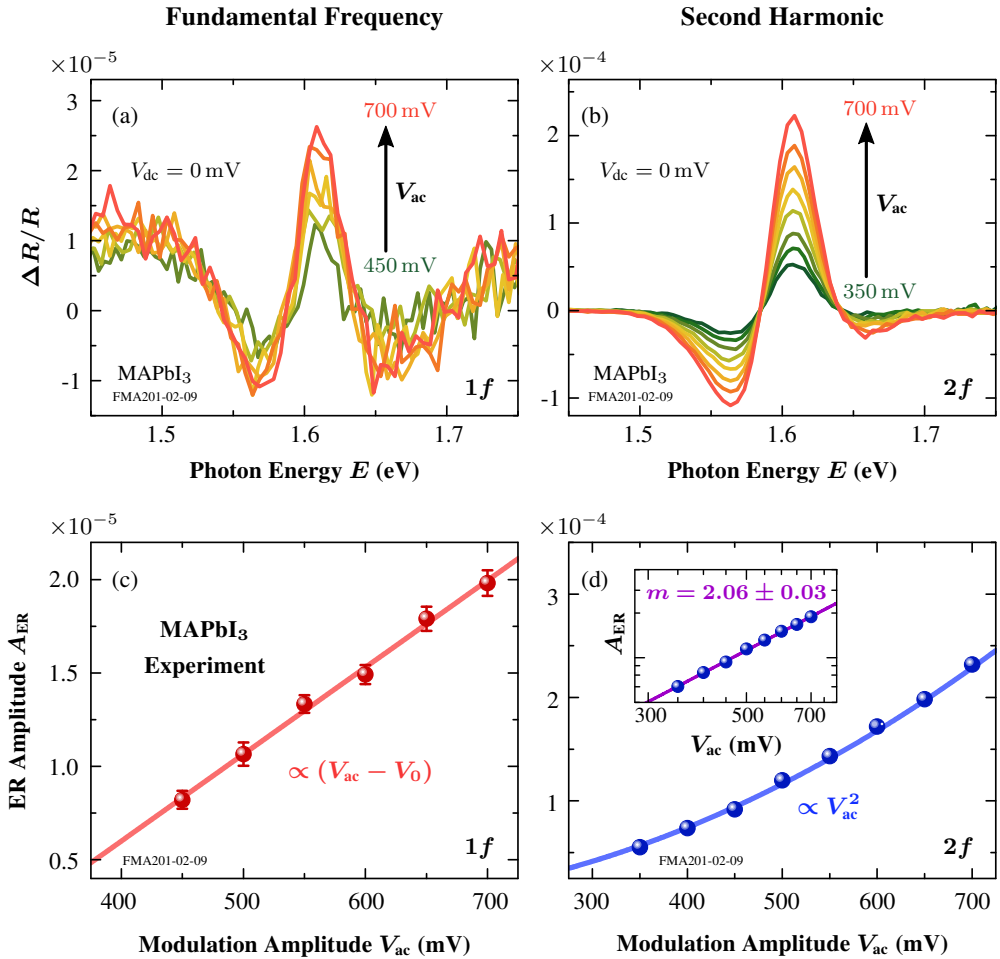 Fundamental Frequency
Second Harmonic
×10⁻⁵
(a)
700 mV
V_dc = 0 mV
V_ac
450 mV
MAPbI₃
FMA201-02-09
1f
ΔR/R
3
2
1
0
-1
1.5
1.6
1.7
Photon Energy E (eV)
×10⁻⁴
(b)
700 mV
V_dc = 0 mV
V_ac
350 mV
MAPbI₃
FMA201-02-09
2f
3
2
1
0
-1
1.5
1.6
1.7
Photon Energy E (eV)
×10⁻⁵
(c)
MAPbI₃
Experiment
∝ (V_ac − V_0)
FMA201-02-09
1f
ER Amplitude A_ER
2.0
1.5
1.0
0.5
400
500
600
700
Modulation Amplitude V_ac (mV)
×10⁻⁴
(d)
m = 2.06 ± 0.03
A_ER
300
500
700
V_ac (mV)
∝ V_ac²
FMA201-02-09
2f
4
3
2
1
0
300
400
500
600
700
Modulation Amplitude V_ac (mV)